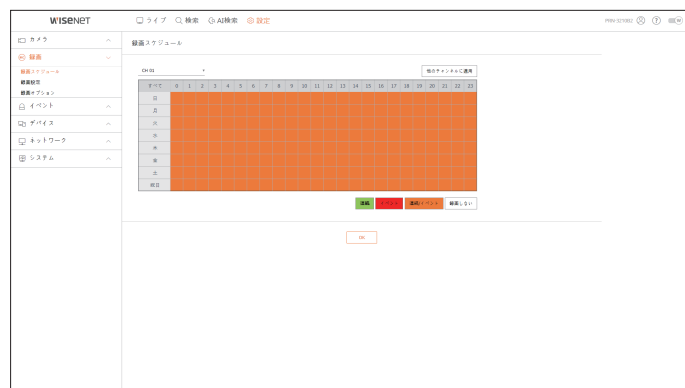 WISENET
ライブ 検索 AI検索 設定
カメラ
録画
録画スケジュール
録画設定
録画オプション
イベント
デバイス
ネットワーク
システム
録画スケジュール
CH 01
他のチャンネルに適用
すべて 0 1 2 3 4 5 6 7 8 9 10 11 12 13 14 15 16 17 18 19 20 21 22 23
日
月
火
水
木
金
土
祝日
連続 イベント 連続/イベント 録画しない
OK